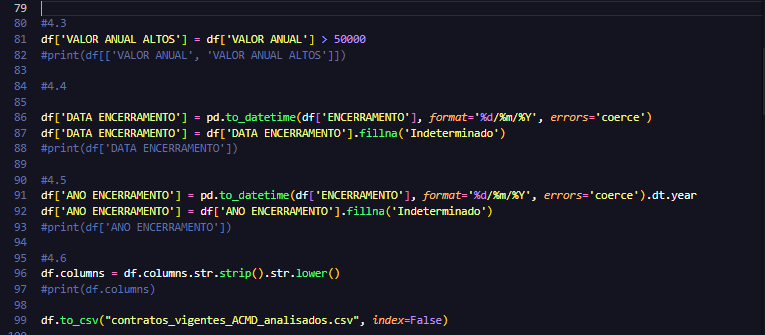 79
80 #4.3
81 df['VALOR ANUAL ALTOS'] = df['VALOR ANUAL'] > 50000
82 #print(df[['VALOR ANUAL', 'VALOR ANUAL ALTOS']])
83
84 #4.4
85
86 df['DATA ENCERRAMENTO'] = pd.to_datetime(df['ENCERRAMENTO'], format='%d/%m/%Y', errors='coerce')
87 df['DATA ENCERRAMENTO'] = df['DATA ENCERRAMENTO'].fillna('Indeterminado')
88 #print(df['DATA ENCERRAMENTO'])
89
90 #4.5
91 df['ANO ENCERRAMENTO'] = pd.to_datetime(df['ENCERRAMENTO'], format='%d/%m/%Y', errors='coerce').dt.year
92 df['ANO ENCERRAMENTO'] = df['ANO ENCERRAMENTO'].fillna('Indeterminado')
93 #print(df['ANO ENCERRAMENTO'])
94
95 #4.6
96 df.columns = df.columns.str.strip().str.lower()
97 #print(df.columns)
98
99 df.to_csv("contratos_vigentes_ACMD_analisados.csv", index=False)
100